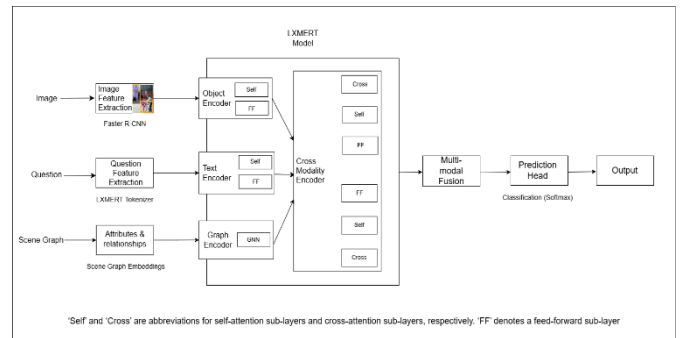 LXMERT
Model
Image
Image
Feature
Extraction
Faster R-CNN
Object
Encoder
Self
FF
Question
Question
Feature
Extraction
LXMERT Tokenizer
Text
Encoder
Self
FF
Scene Graph
Attributes &
relationships
Scene Graph Embeddings
Graph
Encoder
GNN
Cross
Modality
Encoder
Cross
Self
FF
FF
Self
Cross
Multi-
modal
Fusion
Prediction
Head
Classification (Softmax)
Output
'Self' and 'Cross' are abbreviations for self-attention sub-layers and cross-attention sub-layers, respectively. 'FF' denotes a feed-forward sub-layer